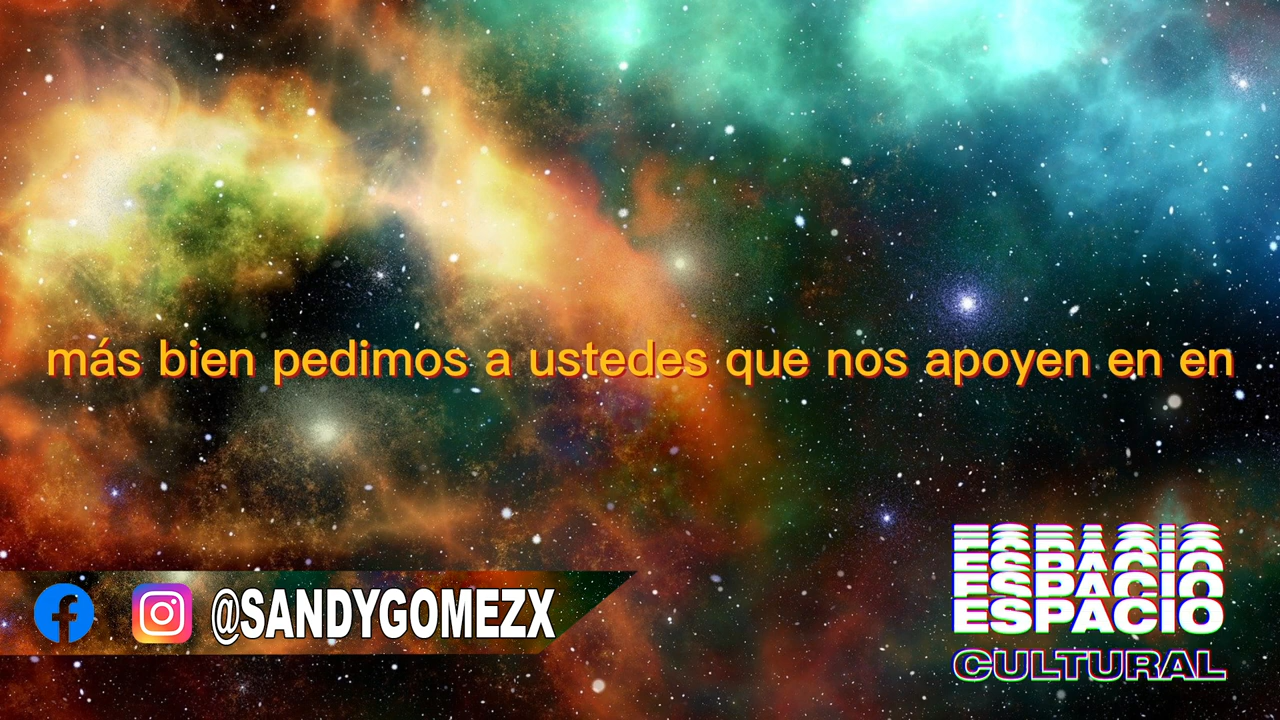 más bien pedimos a ustedes que nos apoyen en en
@SANDYGOMEZX
ESPACIO
ESPACIO
ESPACIO
ESPACIO
CULTURAL